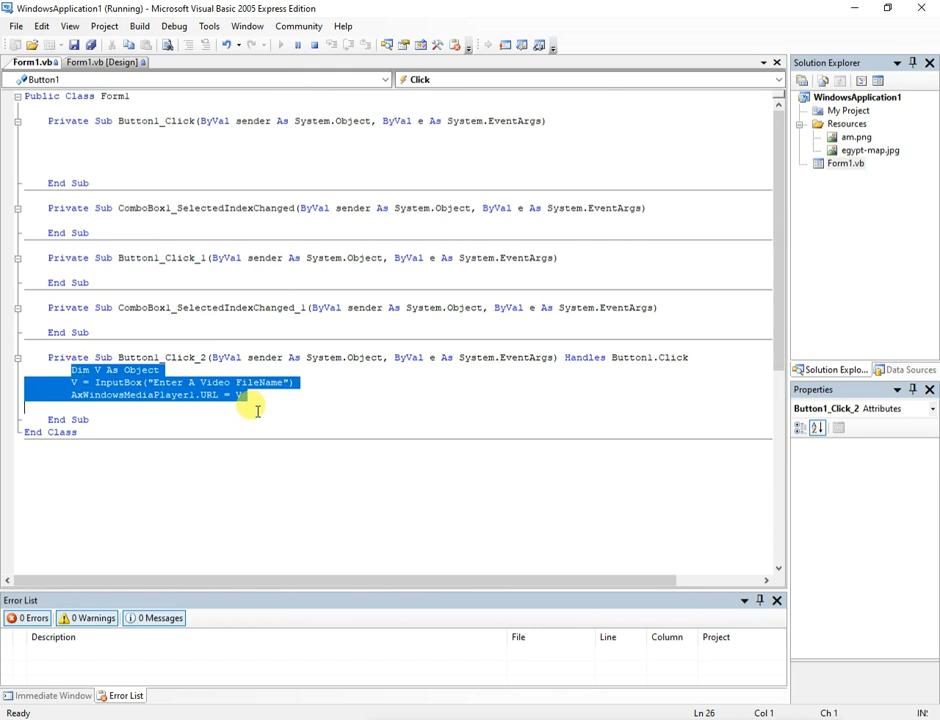 WindowsApplication1 (Running) - Microsoft Visual Basic 2005 Express Edition
File Edit View Project Build Debug Tools Window Community Help
Form1.vb Form1.vb [Design]
Button1 Click
Public Class Form1
Private Sub Button1_Click(ByVal sender As System.Object, ByVal e As System.EventArgs)
End Sub
Private Sub ComboBox1_SelectedIndexChanged(ByVal sender As System.Object, ByVal e As System.EventArgs)
End Sub
Private Sub Button1_Click_1(ByVal sender As System.Object, ByVal e As System.EventArgs)
End Sub
Private Sub ComboBox1_SelectedIndexChanged_1(ByVal sender As System.Object, ByVal e As System.EventArgs)
End Sub
Private Sub Button1_Click_2(ByVal sender As System.Object, ByVal e As System.EventArgs) Handles Button1.Click
Dim V As Object
V = InputBox("Enter A Video FileName")
AxWindowsMediaPlayer1.URL = V
End Sub
End Class
Solution Explorer
WindowsApplication1
My Project
Resources
am.png
egypt-map.jpg
Form1.vb
Solution Explo... Data Sources
Properties
Button1_Click_2 Attributes
Error List
0 Errors 0 Warnings 0 Messages
Description File Line Column Project
Immediate Window Error List
Ready Ln 26 Col 1 Ch 1 IN: